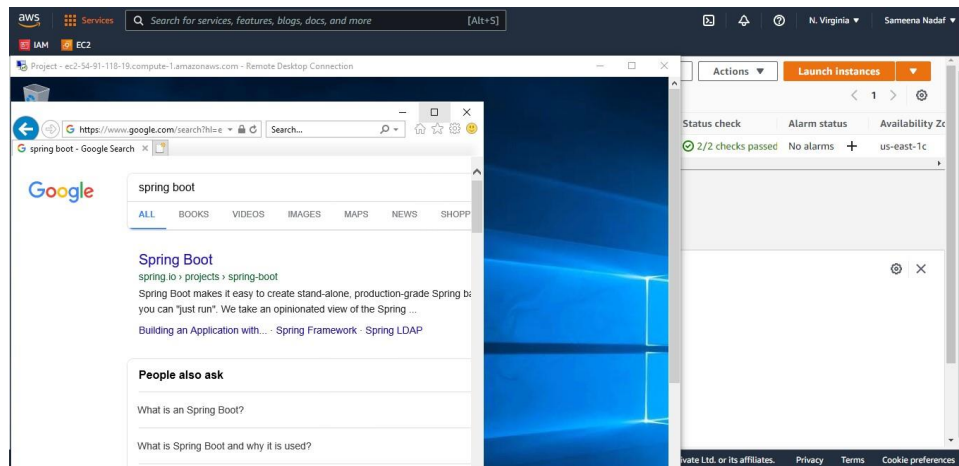 aws
Services
Search for services, features, blogs, docs, and more
[Alt+S]
N. Virginia
Sameena Nadaf
IAM
EC2
Project - ec2-54-91-118-19.compute-1.amazonaws.com - Remote Desktop Connection
Actions
Launch instances
1
https://www.google.com/search?hl=e
Search...
spring boot - Google Search
Status check
Alarm status
Availability Zo
2/2 checks passed
No alarms
us-east-1c
Google
spring boot
ALL BOOKS VIDEOS IMAGES MAPS NEWS SHOPP
Spring Boot
spring.io › projects › spring-boot
Spring Boot makes it easy to create stand-alone, production-grade Spring ba
you can "just run". We take an opinionated view of the Spring ...
Building an Application with... · Spring Framework · Spring LDAP
People also ask
What is an Spring Boot?
What is Spring Boot and why it is used?
ivate Ltd. or its affiliates.
Privacy
Terms
Cookie preferences